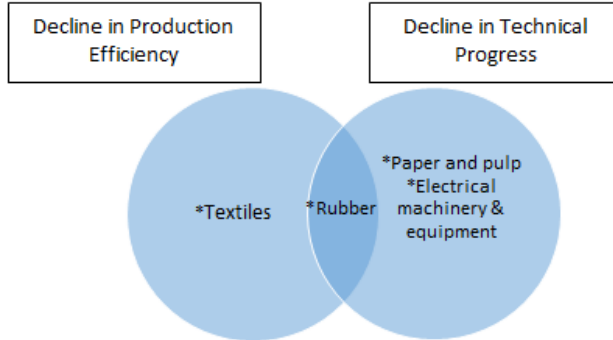 Decline in Production
Efficiency
Decline in Technical
Progress
*Textiles
*Rubber
*Paper and pulp
*Electrical
machinery &
equipment